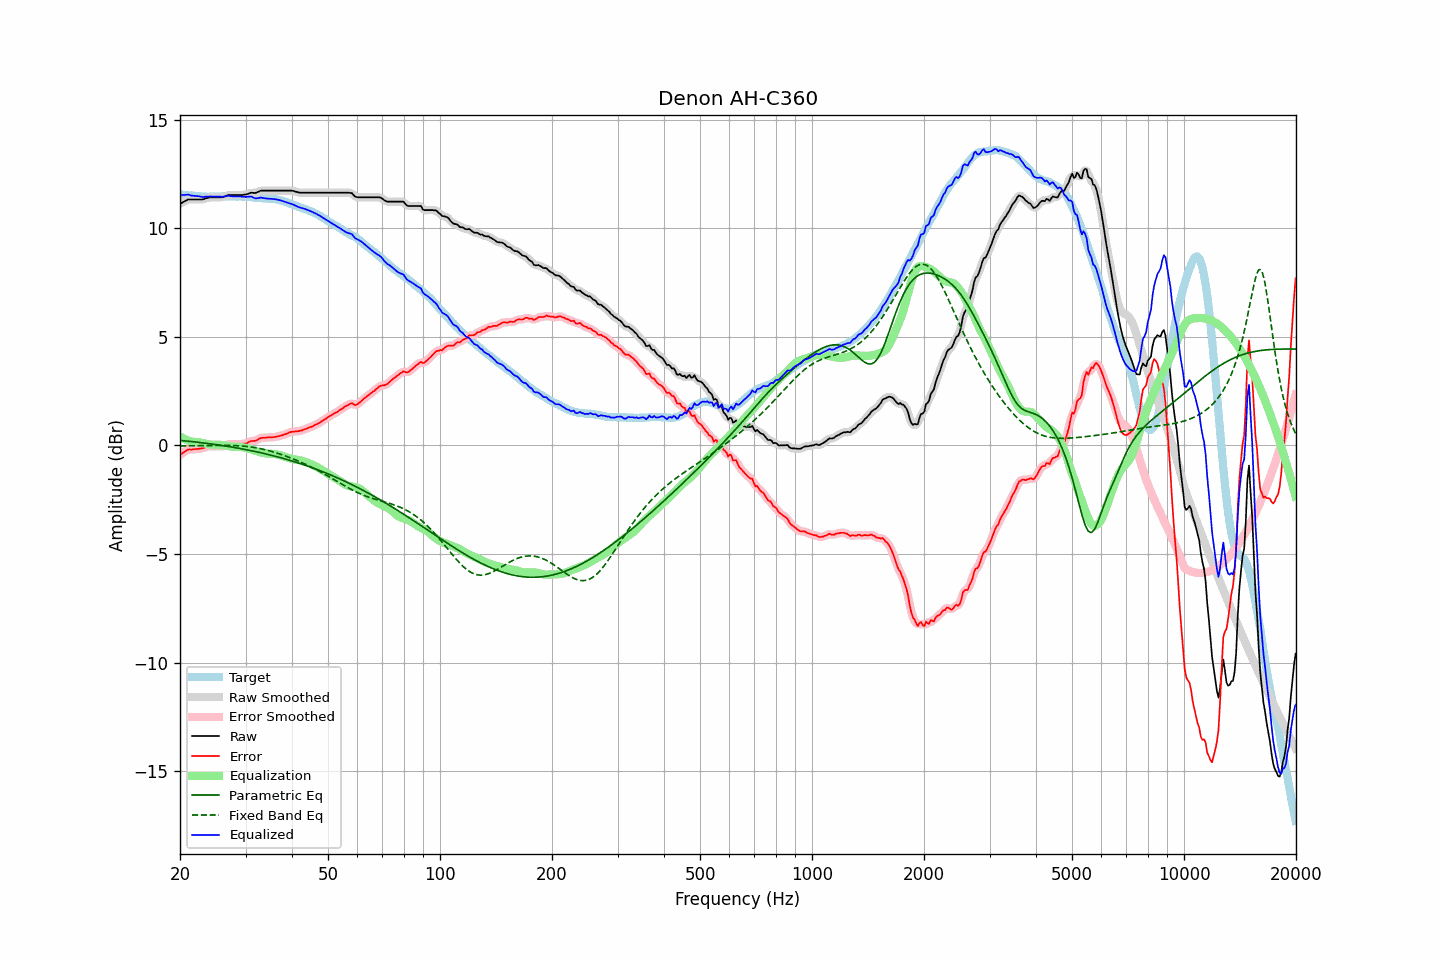 Denon AH-C360
Amplitude (dBr)
15
10
5
0
−5
−10
−15
Target
Raw Smoothed
Error Smoothed
Raw
Error
Equalization
Parametric Eq
Fixed Band Eq
Equalized
20 50 100 200 500 1000 2000 5000 10000 20000
Frequency (Hz)